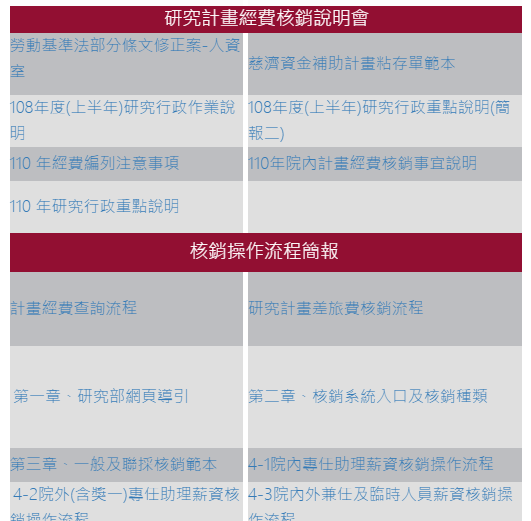 研究計畫經費核銷說明會
勞動基準法部分條文修正案-人資
室
慈濟資金補助計畫粘存單範本
108年度(上半年)研究行政作業說
明
108年度(上半年)研究行政重點說明(簡
報二)
110 年經費編列注意事項
110年院內計畫經費核銷事宜說明
110 年研究行政重點說明
核銷操作流程簡報
計畫經費查詢流程
研究計畫差旅費核銷流程
第一章、研究部網頁導引
第二章、核銷系統入口及核銷種類
第三章、一般及聯採核銷範本
4-1院內專仕助理薪資核銷操作流程
4-2院外(含獎一)專仕助理薪資核
銷操作流程
4-3院內外兼任及臨時人員薪資核銷操
作流程